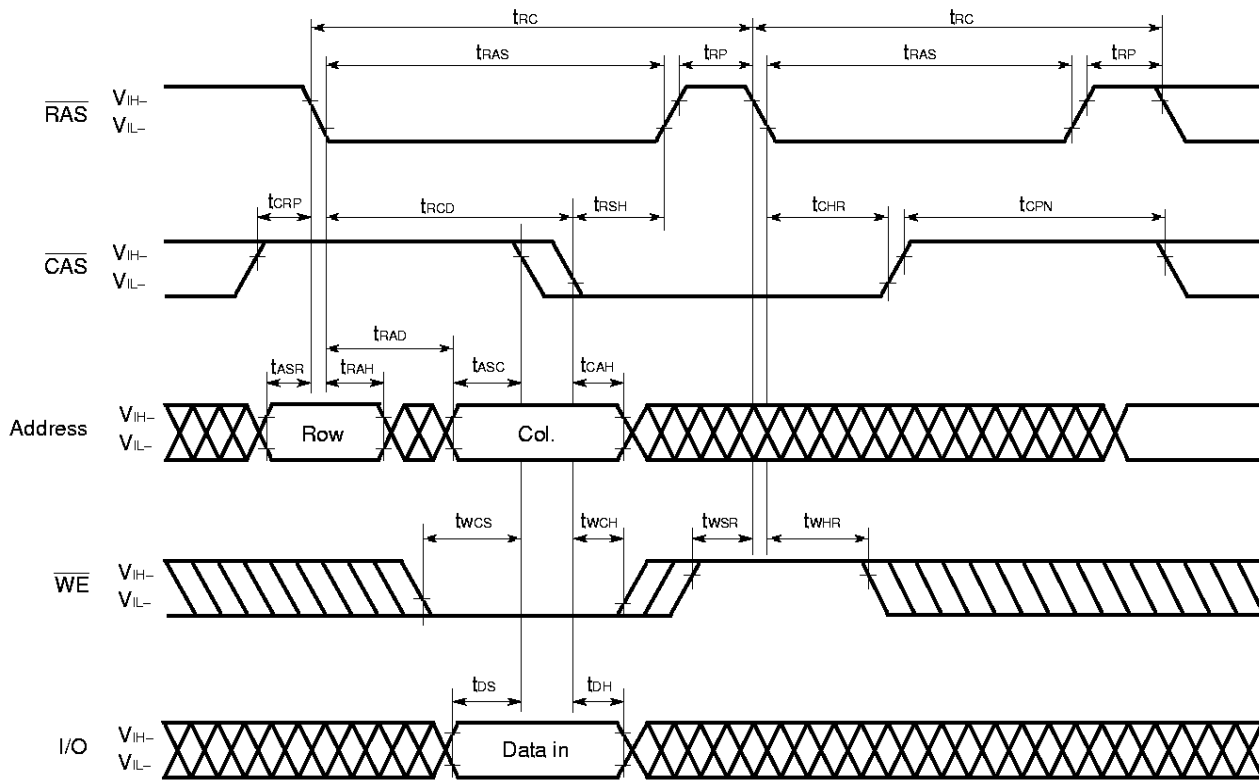 tRC tRC
tRAS tRP tRAS tRP
RAS VIH– VIL–
tCRP tRCD tRSH tCHR tCPN
CAS VIH– VIL–
tRAD
tASR tRAH tASC tCAH
Address VIH– VIL–
Row Col.
tWCS tWCH tWSR tWHR
WE VIH– VIL–
tDS tDH
I/O VIH– VIL–
Data in